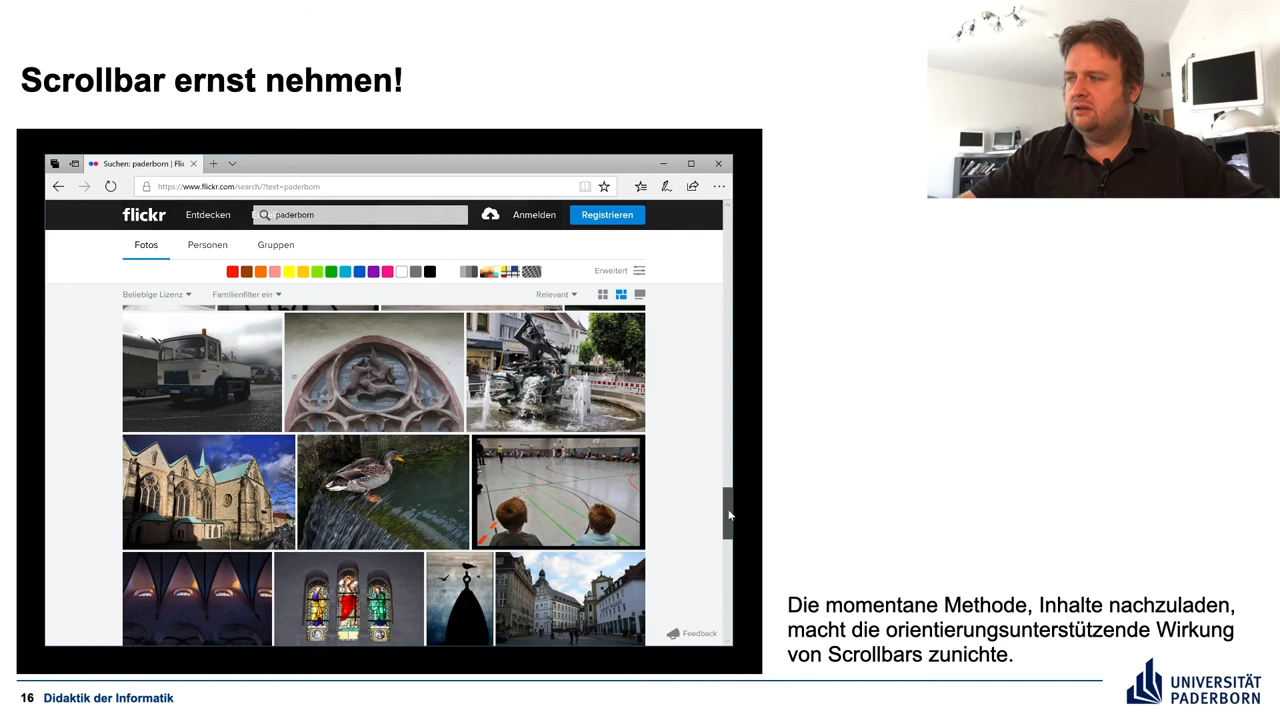 Scrollbar ernst nehmen!
Suchen: paderborn | Flic
https://www.flickr.com/search/?text=paderborn
flickr Entdecken paderborn Anmelden Registrieren
Fotos Personen Gruppen
Erweitert
Beliebige Lizenz Familienfilter ein Relevant
Feedback
Die momentane Methode, Inhalte nachzuladen,
macht die orientierungsunterstützende Wirkung
von Scrollbars zunichte.
16 Didaktik der Informatik
UNIVERSITÄT
PADERBORN